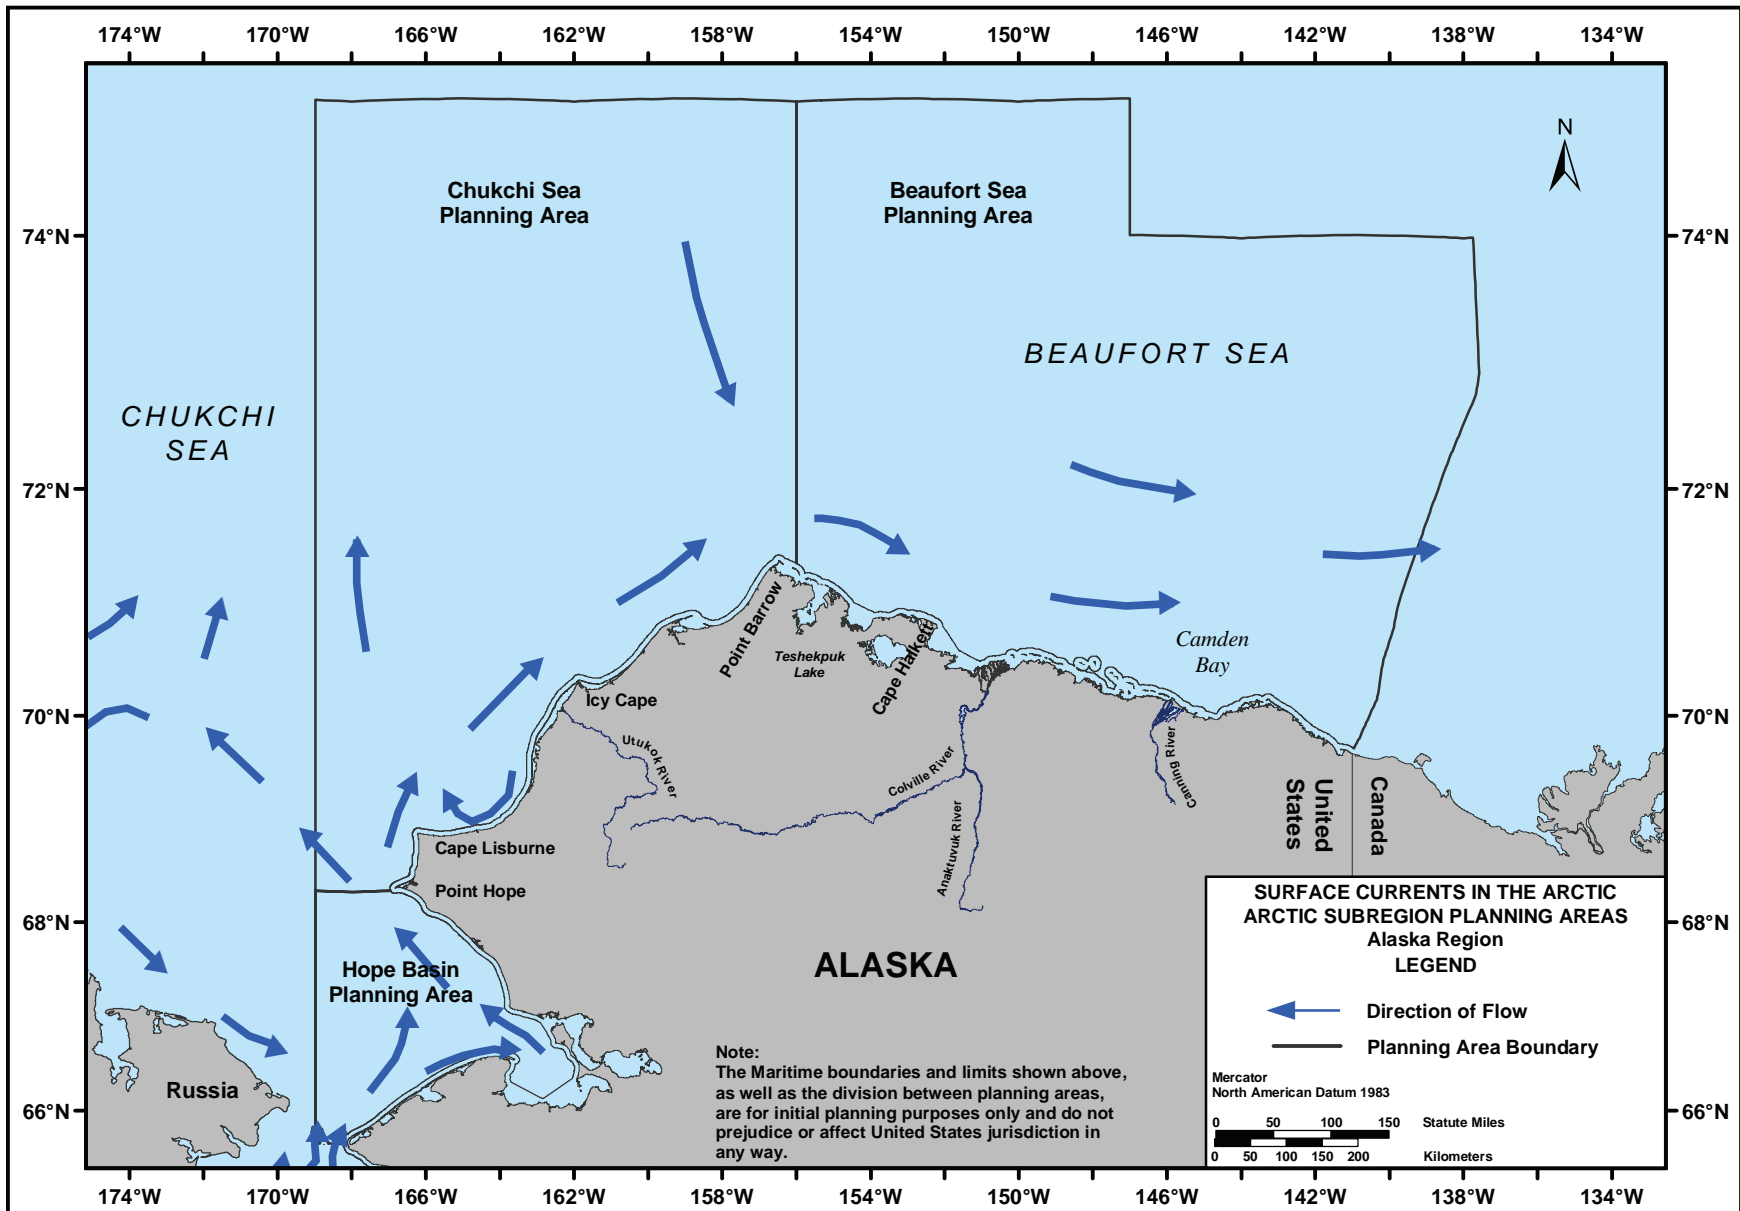 174°W 170°W 166°W 162°W 158°W 154°W 150°W 146°W 142°W 138°W 134°W
N
Chukchi Sea
Planning Area
Beaufort Sea
Planning Area
74°N
74°N
BEAUFORT SEA
CHUKCHI
SEA
72°N
72°N
Point Barrow
Teshekpuk
Lake
Cape Halkett
Camden
Bay
70°N
70°N
Icy Cape
Utukok River
Colville River
Canning River
Anaktuvuk River
United
States
Canada
Cape Lisburne
Point Hope
68°N
68°N
Hope Basin
Planning Area
ALASKA
Russia
66°N
66°N
Note:
The Maritime boundaries and limits shown above,
as well as the division between planning areas,
are for initial planning purposes only and do not
prejudice or affect United States jurisdiction in
any way.
SURFACE CURRENTS IN THE ARCTIC
ARCTIC SUBREGION PLANNING AREAS
Alaska Region
LEGEND
Direction of Flow
Planning Area Boundary
Mercator
North American Datum 1983
0 50 100 150 Statute Miles
0 50 100 150 200 Kilometers
174°W 170°W 166°W 162°W 158°W 154°W 150°W 146°W 142°W 138°W 134°W